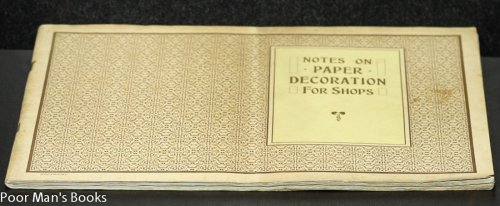 NOTES ON
PAPER
DECORATION
FOR SHOPS
Poor Man's Books